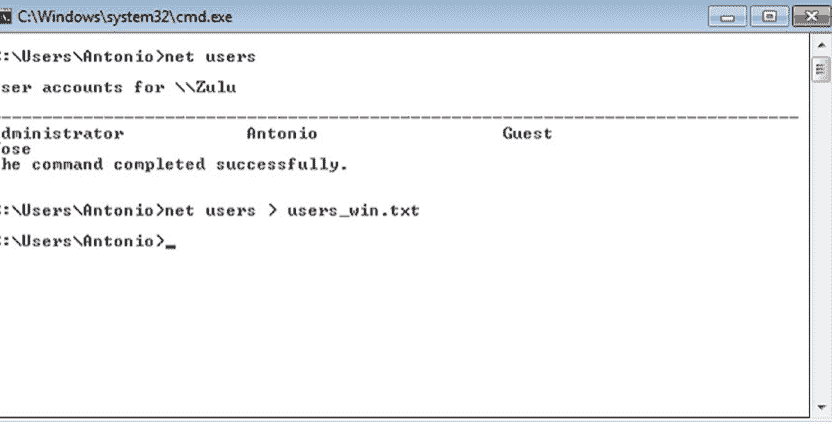 C:\Windows\system32\cmd.exe
:\Users\Antonio>net users
ser accounts for \\Zulu
-------------------------------------------------------------------------------
dministrator Antonio Guest
ose
he command completed successfully.
:\Users\Antonio>net users > users_win.txt
:\Users\Antonio>_